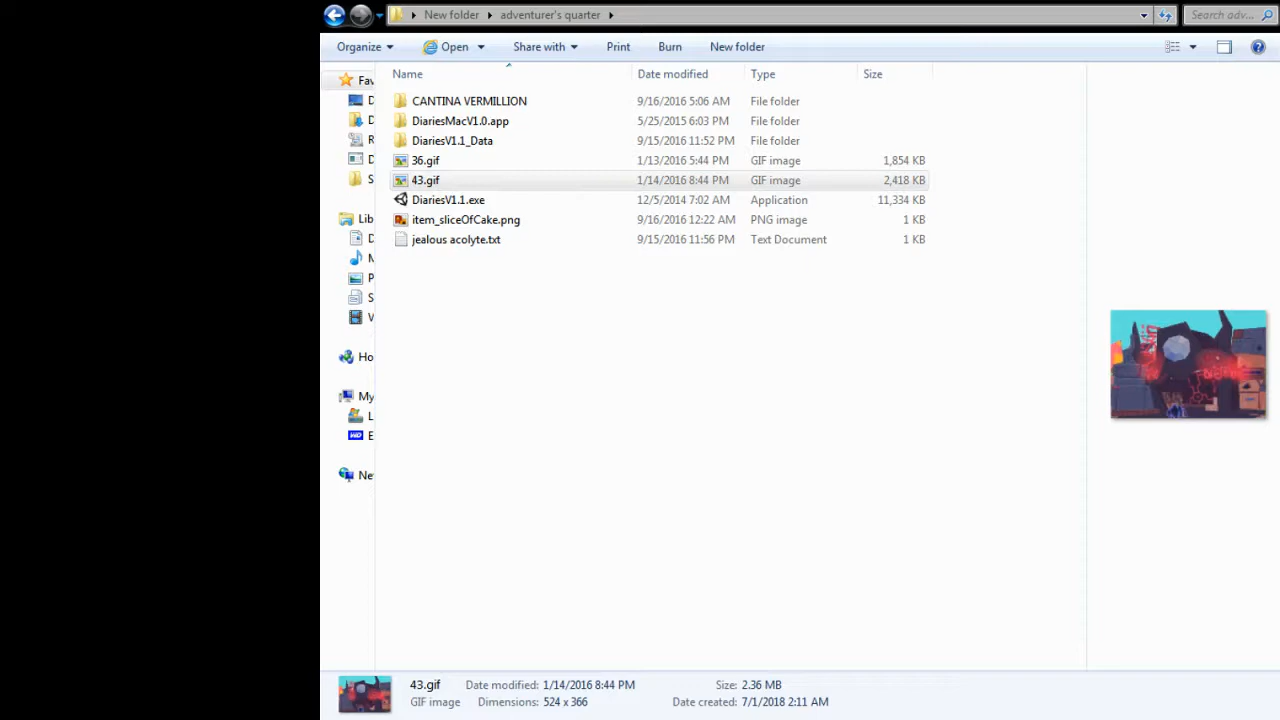 New folder adventurer's quarter Search adv...
Organize Open Share with Print Burn New folder
Name Date modified Type Size
Fav
CANTINA VERMILLION 9/16/2016 5:06 AM File folder
D
DiariesMacV1.0.app 5/25/2015 6:03 PM File folder
D
DiariesV1.1_Data 9/15/2016 11:52 PM File folder
R
36.gif 1/13/2016 5:44 PM GIF image 1,854 KB
D
43.gif 1/14/2016 8:44 PM GIF image 2,418 KB
S
DiariesV1.1.exe 12/5/2014 7:02 AM Application 11,334 KB
item_sliceOfCake.png 9/16/2016 12:22 AM PNG image 1 KB
Lib
jealous acolyte.txt 9/15/2016 11:56 PM Text Document 1 KB
D
M
P
S
V
Ho
My
L
WD E
Ne
43.gif Date modified: 1/14/2016 8:44 PM Size: 2.36 MB
GIF image Dimensions: 524 x 366 Date created: 7/1/2018 2:11 AM